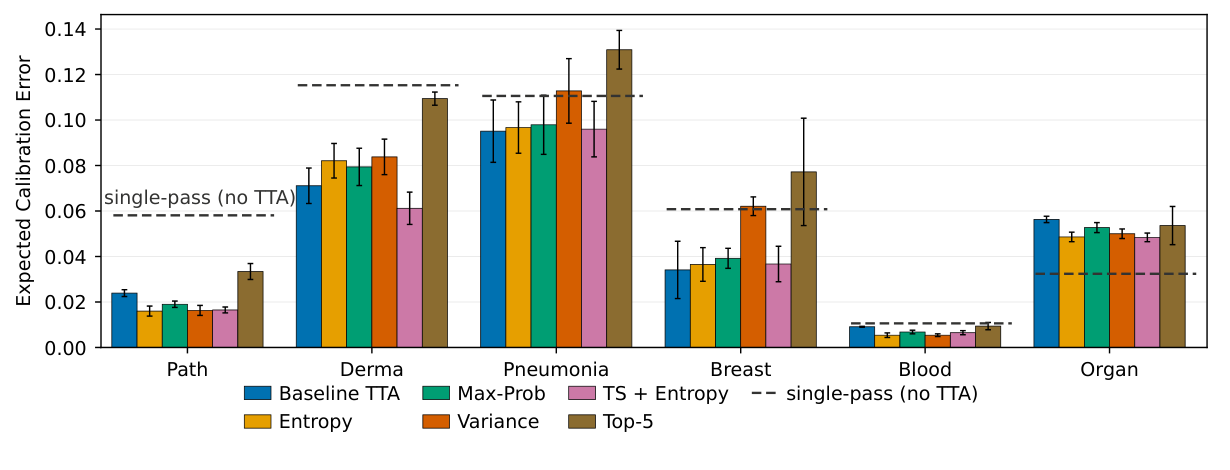 Expected Calibration Error
0.14
0.12
0.10
0.08
0.06
0.04
0.02
0.00
single-pass (no TTA)
Path Derma Pneumonia Breast Blood Organ
Baseline TTA Max-Prob TS + Entropy single-pass (no TTA)
Entropy Variance Top-5